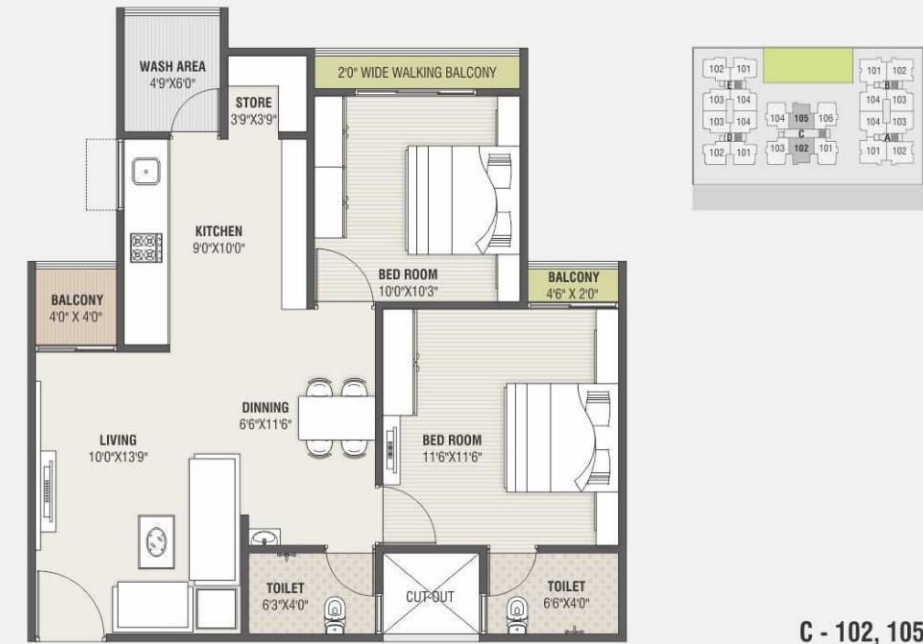 WASH AREA
4'9"X6'0"
STORE
3'9"X3'9"
2'0" WIDE WALKING BALCONY
KITCHEN
9'0"X10'0"
BED ROOM
10'0"X10'3"
BALCONY
4'0" X 4'0"
BALCONY
4'6" X 2'0"
DINNING
6'6"X11'6"
LIVING
10'0"X13'9"
BED ROOM
11'6"X11'6"
TOILET
6'3"X4'0"
CUT-OUT
TOILET
6'6"X4'0"
102 101
E
103 104
103 104
D
102 101
104 105 106
C
103 102 101
101 102
B
104 103
104 103
A
101 102
C - 102, 105